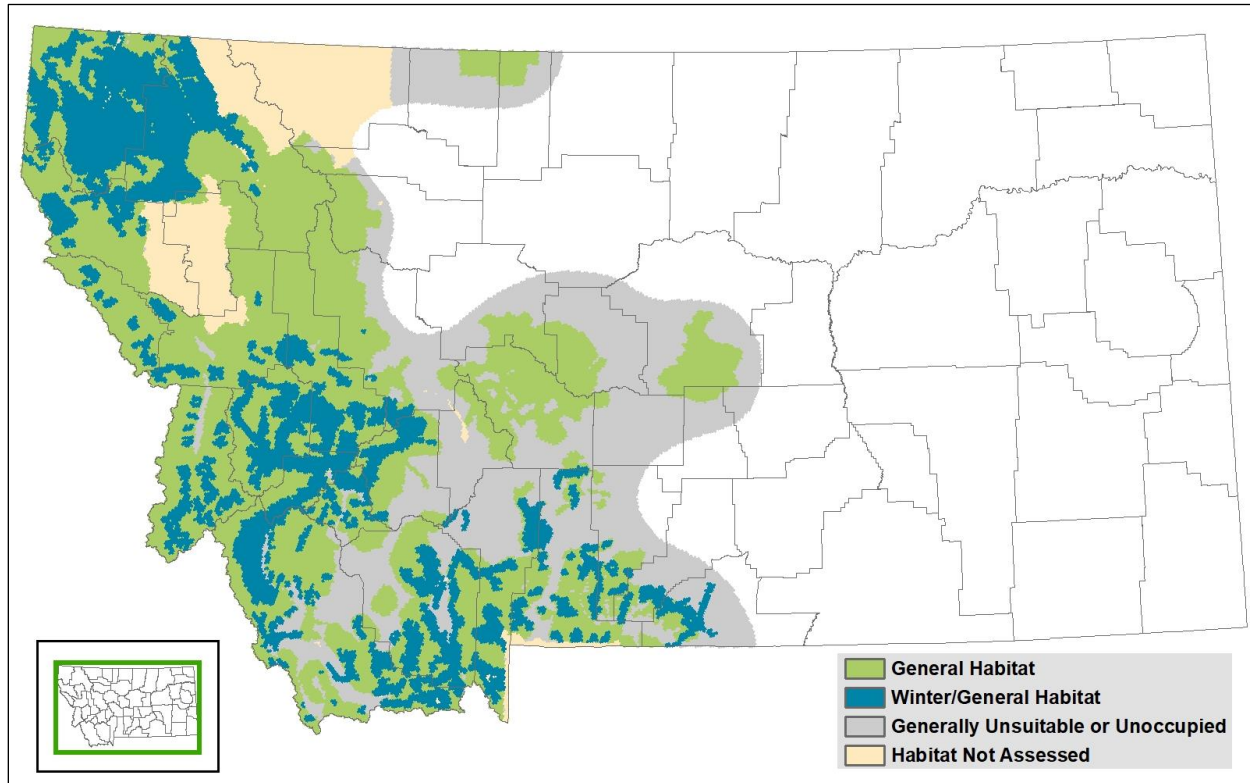 General Habitat
Winter/General Habitat
Generally Unsuitable or Unoccupied
Habitat Not Assessed